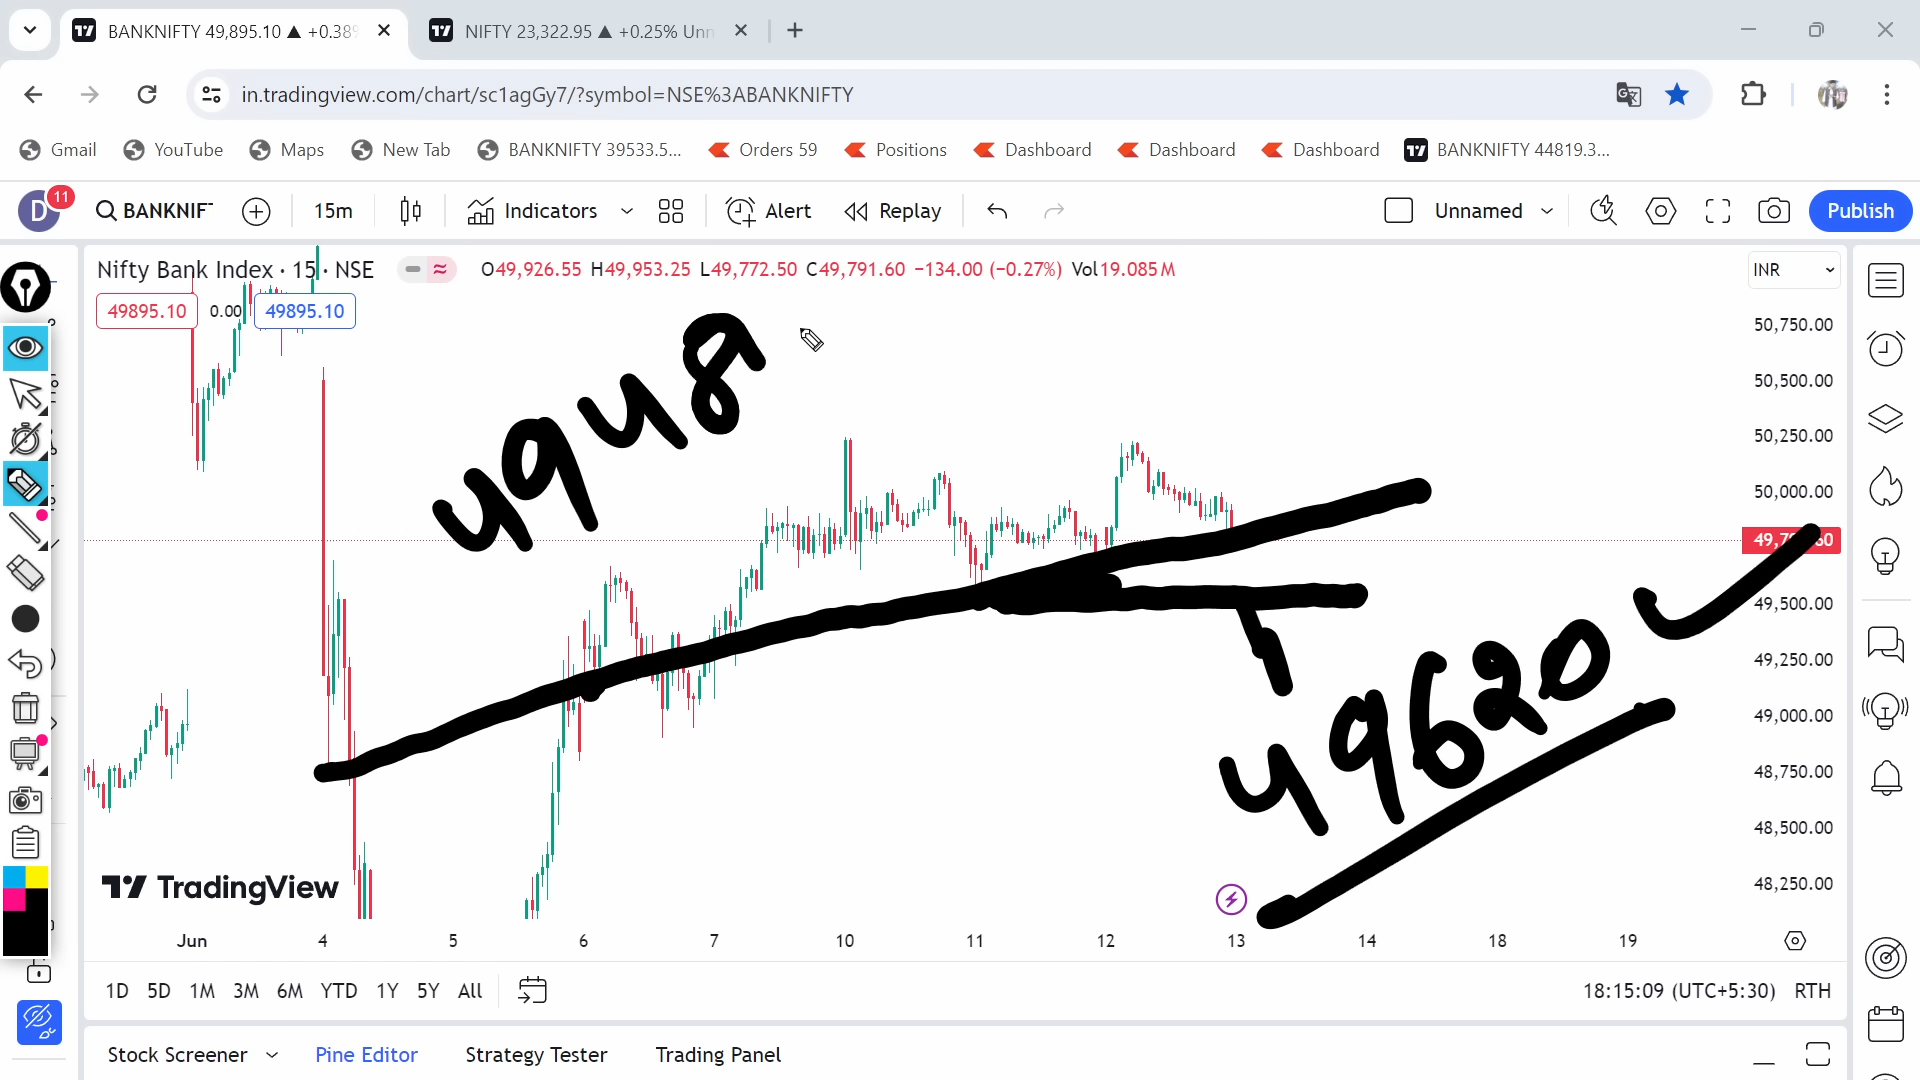 BANKNIFTY 49,895.10 ▲ +0.38%
NIFTY 23,322.95 ▲ +0.25% Unn
in.tradingview.com/chart/sc1agGy7/?symbol=NSE%3ABANKNIFTY
Gmail YouTube Maps New Tab BANKNIFTY 39533.5... Orders 59 Positions Dashboard Dashboard Dashboard BANKNIFTY 44819.3...
D 11 BANKNIF 15m Indicators Alert Replay Unnamed Publish
Nifty Bank Index · 15 · NSE O49,926.55 H49,953.25 L49,772.50 C49,791.60 −134.00 (−0.27%) Vol19.085M
INR
49895.10 0.00 49895.10
50,750.00
50,500.00
50,250.00
50,000.00
49,500.00
49,250.00
49,000.00
48,750.00
48,500.00
48,250.00
4948
49620
TradingView
Jun 4 5 6 7 10 11 12 13 14 18 19
1D 5D 1M 3M 6M YTD 1Y 5Y All 18:15:09 (UTC+5:30) RTH
Stock Screener Pine Editor Strategy Tester Trading Panel